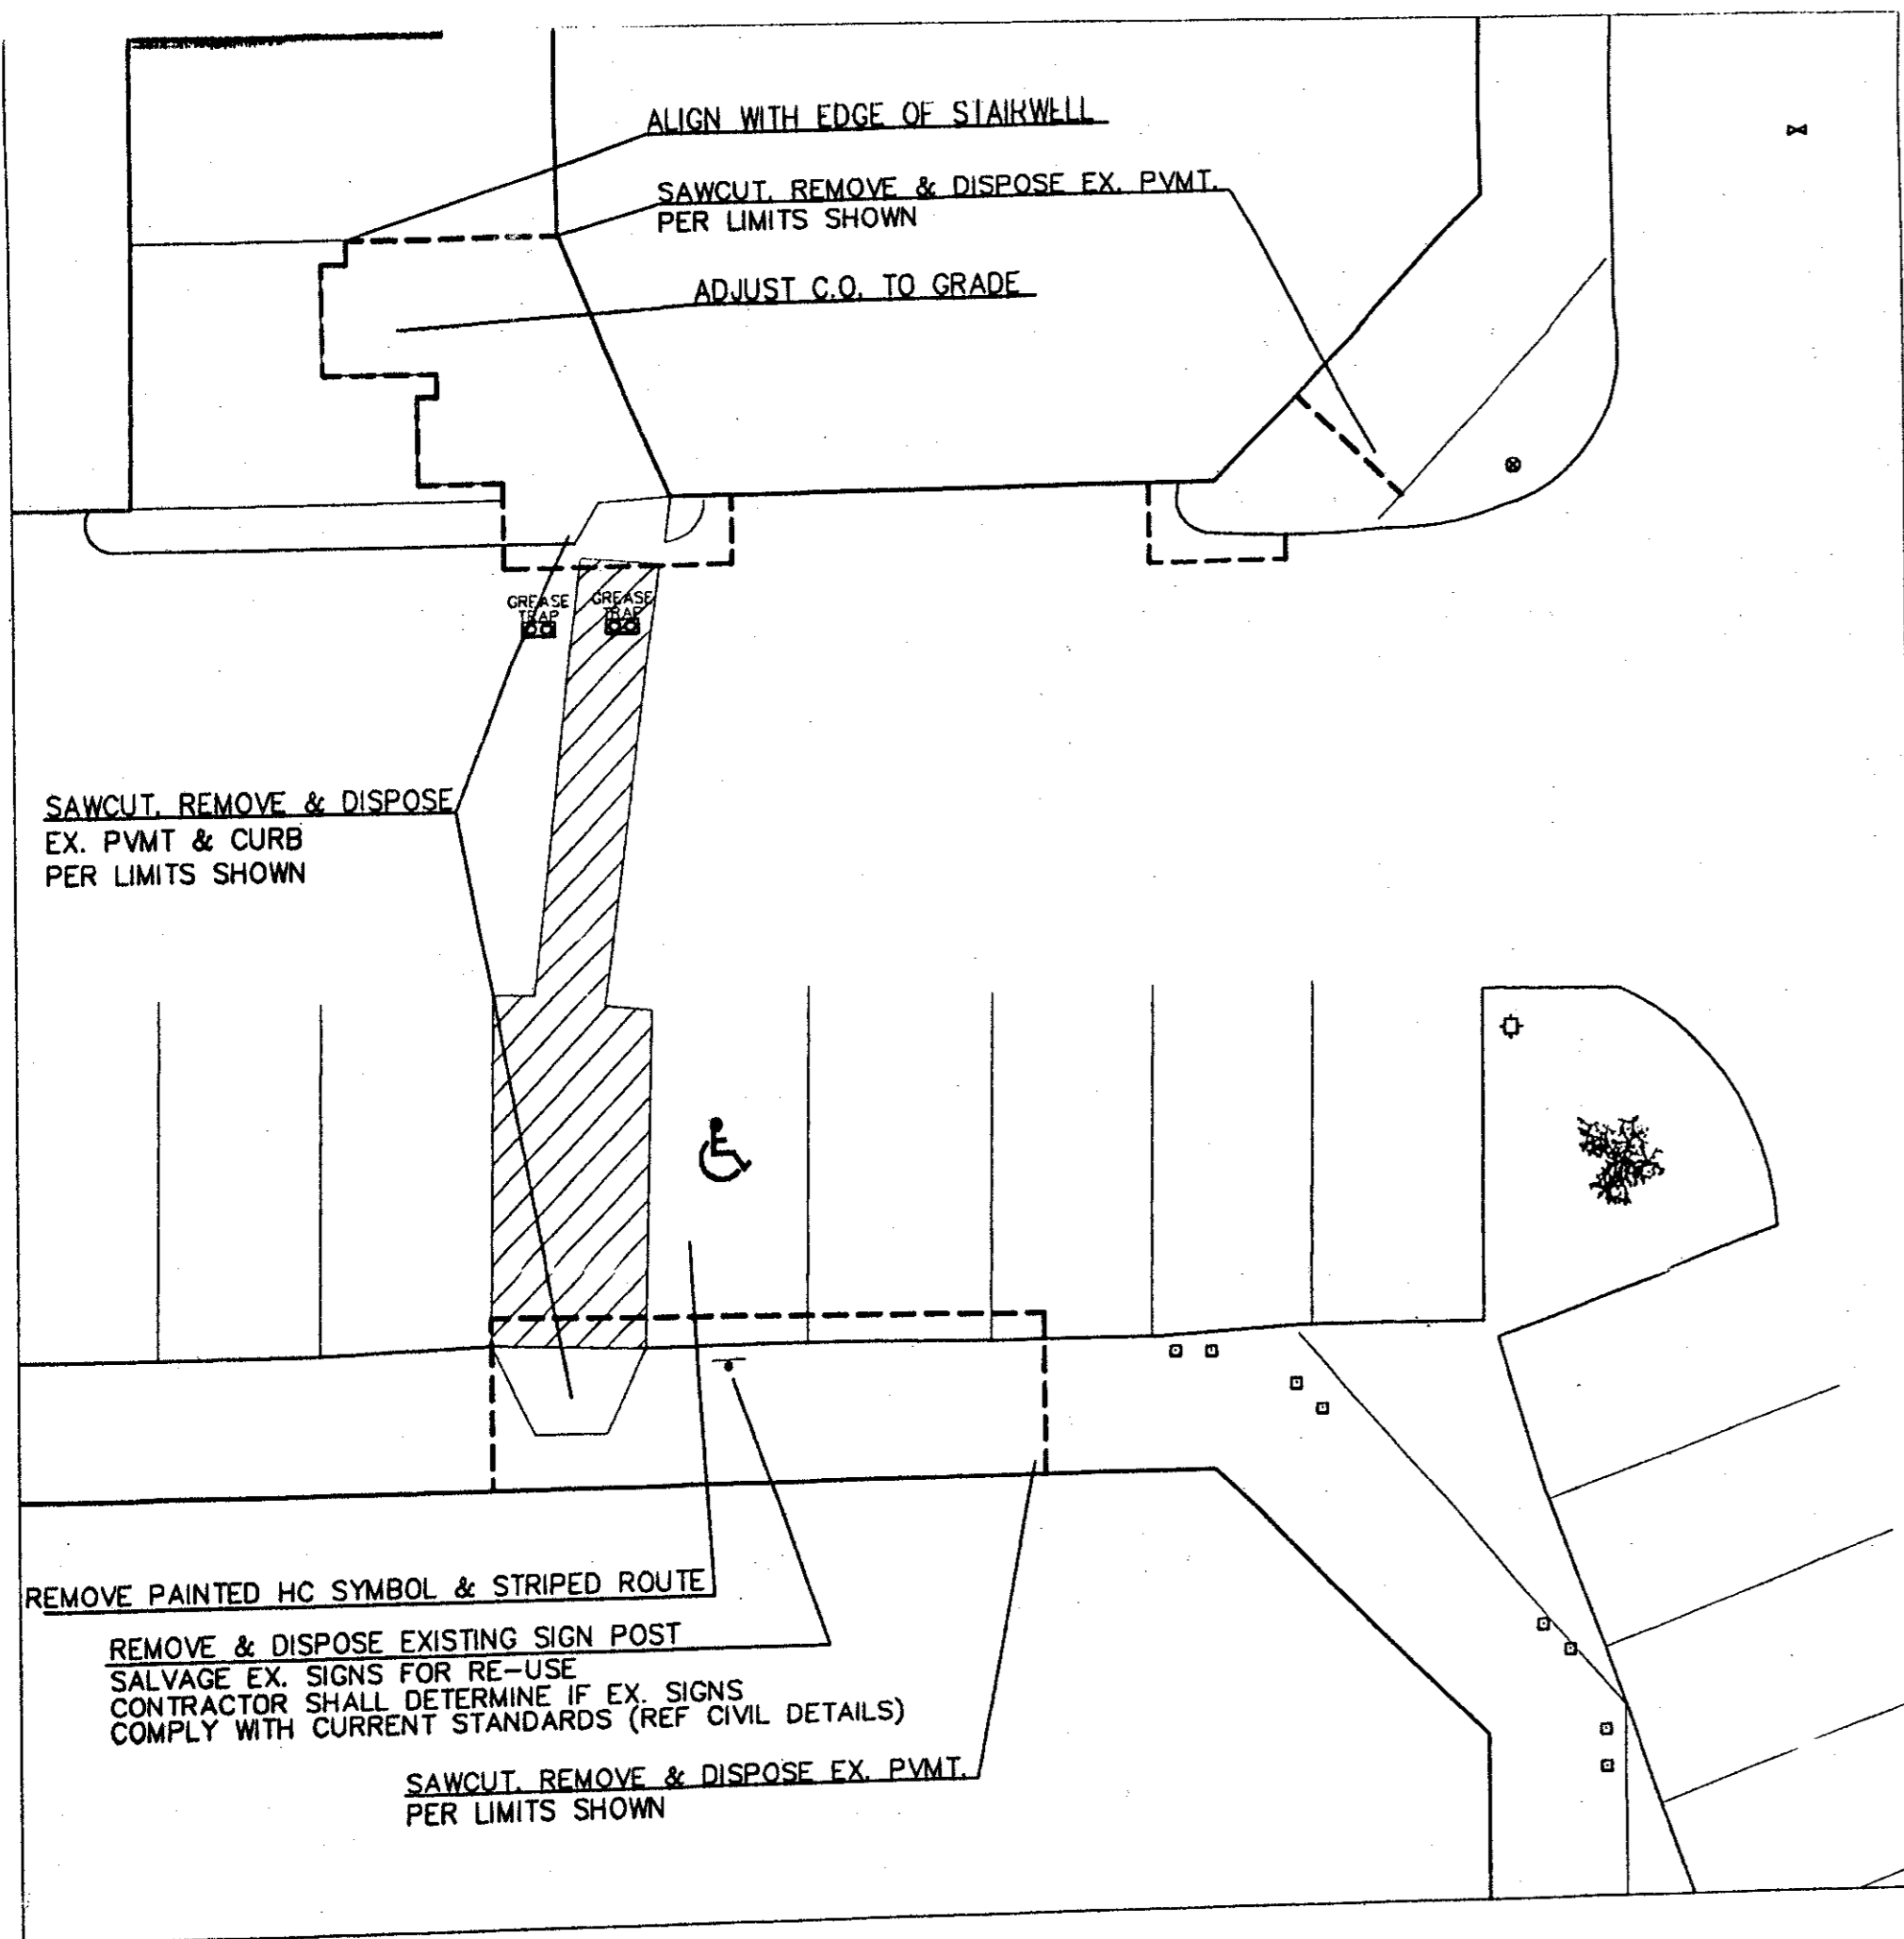 ALIGN WITH EDGE OF STAIRWELL
SAWCUT, REMOVE & DISPOSE EX. PVMT.
PER LIMITS SHOWN
ADJUST C.O. TO GRADE
GREASE
TRAP
GREASE
TRAP
SAWCUT, REMOVE & DISPOSE
EX. PVMT & CURB
PER LIMITS SHOWN
REMOVE PAINTED HC SYMBOL & STRIPED ROUTE
REMOVE & DISPOSE EXISTING SIGN POST
SALVAGE EX. SIGNS FOR RE-USE
CONTRACTOR SHALL DETERMINE IF EX. SIGNS
COMPLY WITH CURRENT STANDARDS (REF CIVIL DETAILS)
SAWCUT, REMOVE & DISPOSE EX. PVMT.
PER LIMITS SHOWN